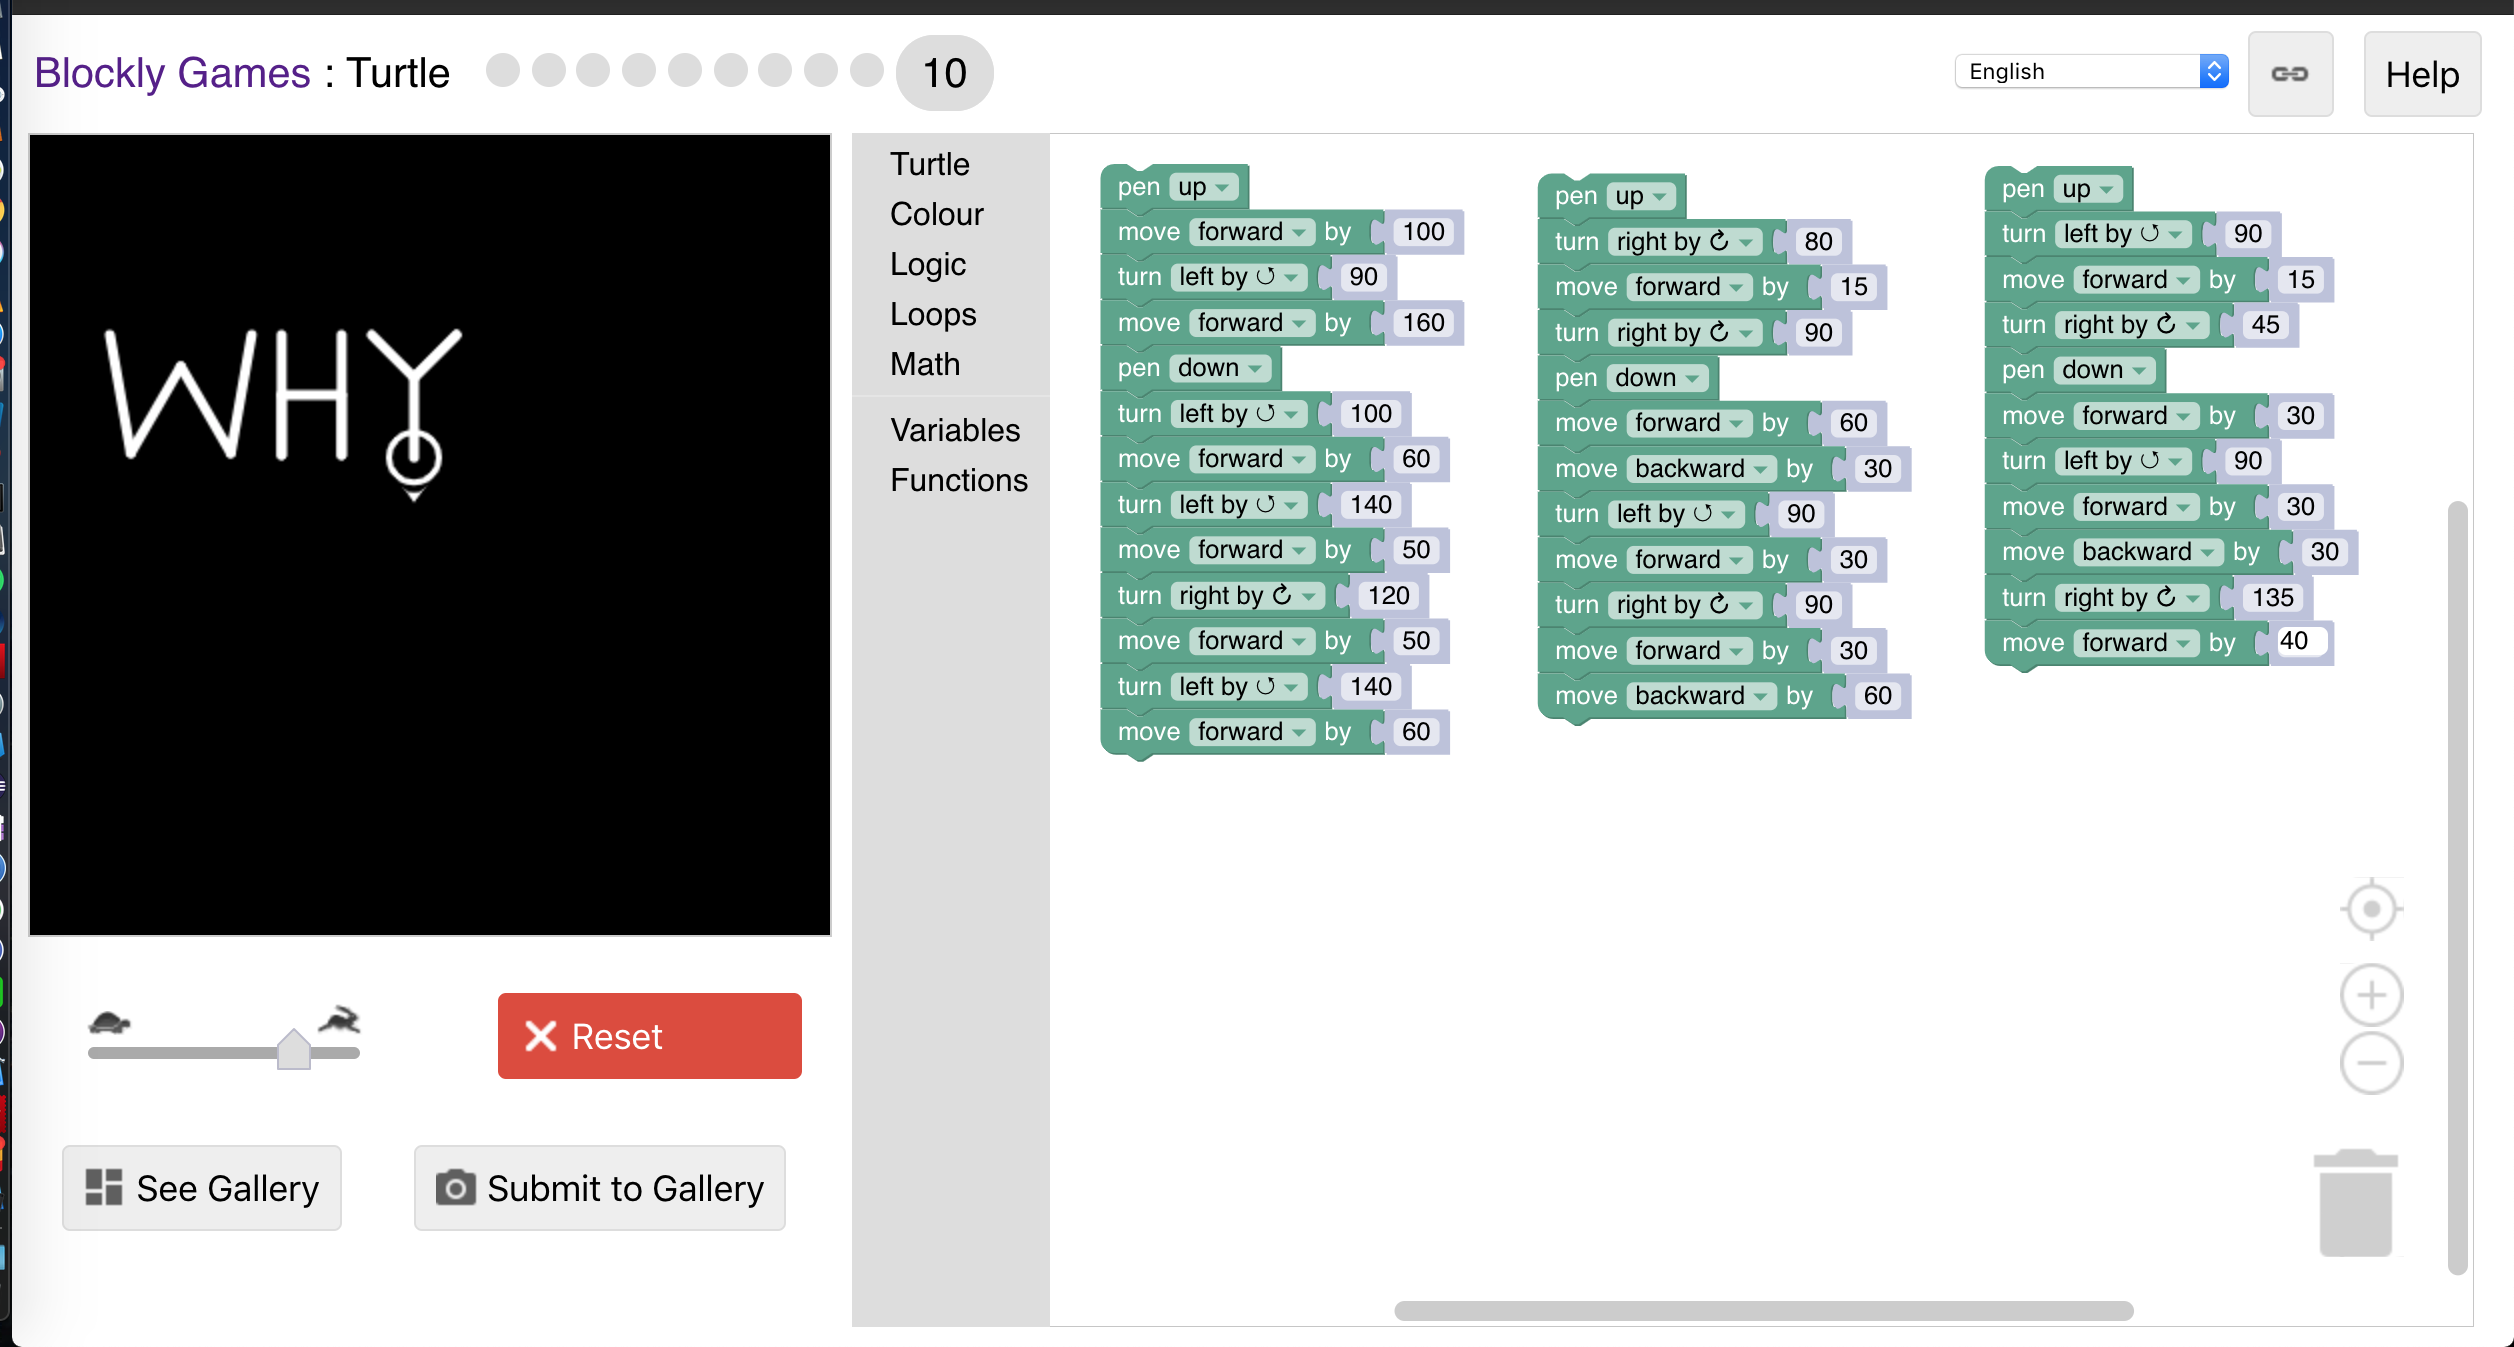 Blockly Games : Turtle 10 English Help
WHY
Turtle
Colour
Logic
Loops
Math
Variables
Functions
pen up
move forward by 100
turn left by ↺ 90
move forward by 160
pen down
turn left by ↺ 100
move forward by 60
turn left by ↺ 140
move forward by 50
turn right by ↻ 120
move forward by 50
turn left by ↺ 140
move forward by 60
pen up
turn right by ↻ 80
move forward by 15
turn right by ↻ 90
pen down
move forward by 60
move backward by 30
turn left by ↺ 90
move forward by 30
turn right by ↻ 90
move forward by 30
move backward by 60
pen up
turn left by ↺ 90
move forward by 15
turn right by ↻ 45
pen down
move forward by 30
turn left by ↺ 90
move forward by 30
move backward by 30
turn right by ↻ 135
move forward by 40
Reset
See Gallery
Submit to Gallery